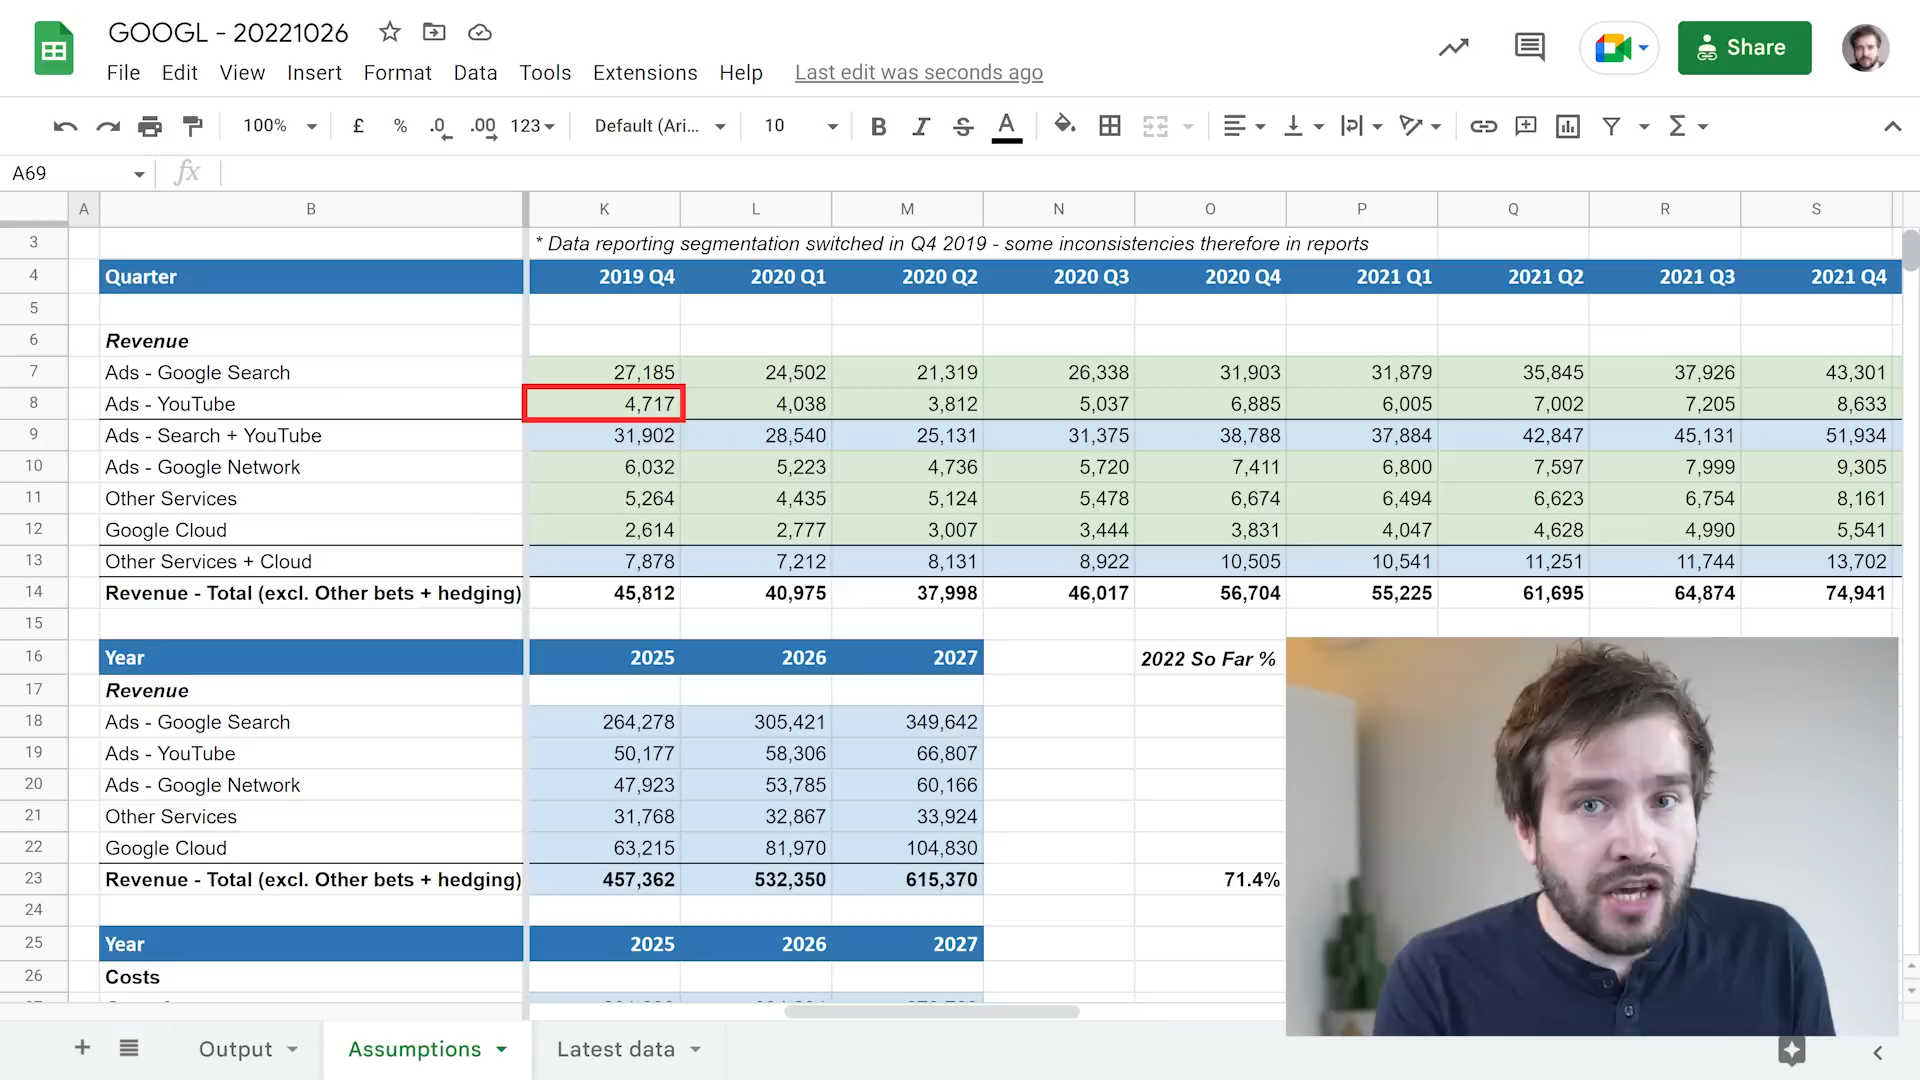 GOOGL - 20221026
File Edit View Insert Format Data Tools Extensions Help Last edit was seconds ago
Share
100% £ % .0 .00 123 Default (Ari... 10 B I S A Σ
A69 fx
A B K L M N O P Q R S
3 * Data reporting segmentation switched in Q4 2019 - some inconsistencies therefore in reports
4 Quarter 2019 Q4 2020 Q1 2020 Q2 2020 Q3 2020 Q4 2021 Q1 2021 Q2 2021 Q3 2021 Q4
5
6 Revenue
7 Ads - Google Search 27,185 24,502 21,319 26,338 31,903 31,879 35,845 37,926 43,301
8 Ads - YouTube 4,717 4,038 3,812 5,037 6,885 6,005 7,002 7,205 8,633
9 Ads - Search + YouTube 31,902 28,540 25,131 31,375 38,788 37,884 42,847 45,131 51,934
10 Ads - Google Network 6,032 5,223 4,736 5,720 7,411 6,800 7,597 7,999 9,305
11 Other Services 5,264 4,435 5,124 5,478 6,674 6,494 6,623 6,754 8,161
12 Google Cloud 2,614 2,777 3,007 3,444 3,831 4,047 4,628 4,990 5,541
13 Other Services + Cloud 7,878 7,212 8,131 8,922 10,505 10,541 11,251 11,744 13,702
14 Revenue - Total (excl. Other bets + hedging) 45,812 40,975 37,998 46,017 56,704 55,225 61,695 64,874 74,941
15
16 Year 2025 2026 2027 2022 So Far %
17 Revenue
18 Ads - Google Search 264,278 305,421 349,642
19 Ads - YouTube 50,177 58,306 66,807
20 Ads - Google Network 47,923 53,785 60,166
21 Other Services 31,768 32,867 33,924
22 Google Cloud 63,215 81,970 104,830
23 Revenue - Total (excl. Other bets + hedging) 457,362 532,350 615,370 71.4%
24
25 Year 2025 2026 2027
26 Costs
Output Assumptions Latest data